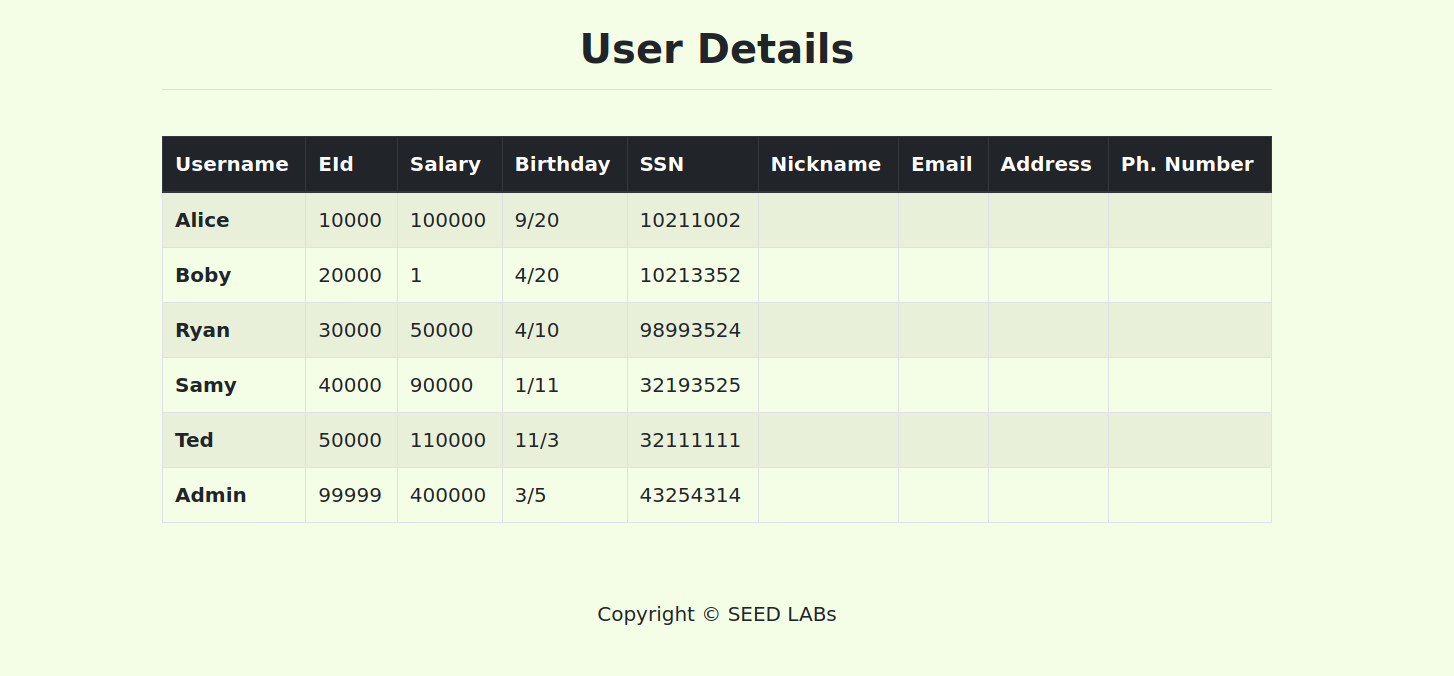 User Details
Username EId Salary Birthday SSN Nickname Email Address Ph. Number
Alice 10000 100000 9/20 10211002
Boby 20000 1 4/20 10213352
Ryan 30000 50000 4/10 98993524
Samy 40000 90000 1/11 32193525
Ted 50000 110000 11/3 32111111
Admin 99999 400000 3/5 43254314
Copyright © SEED LABs